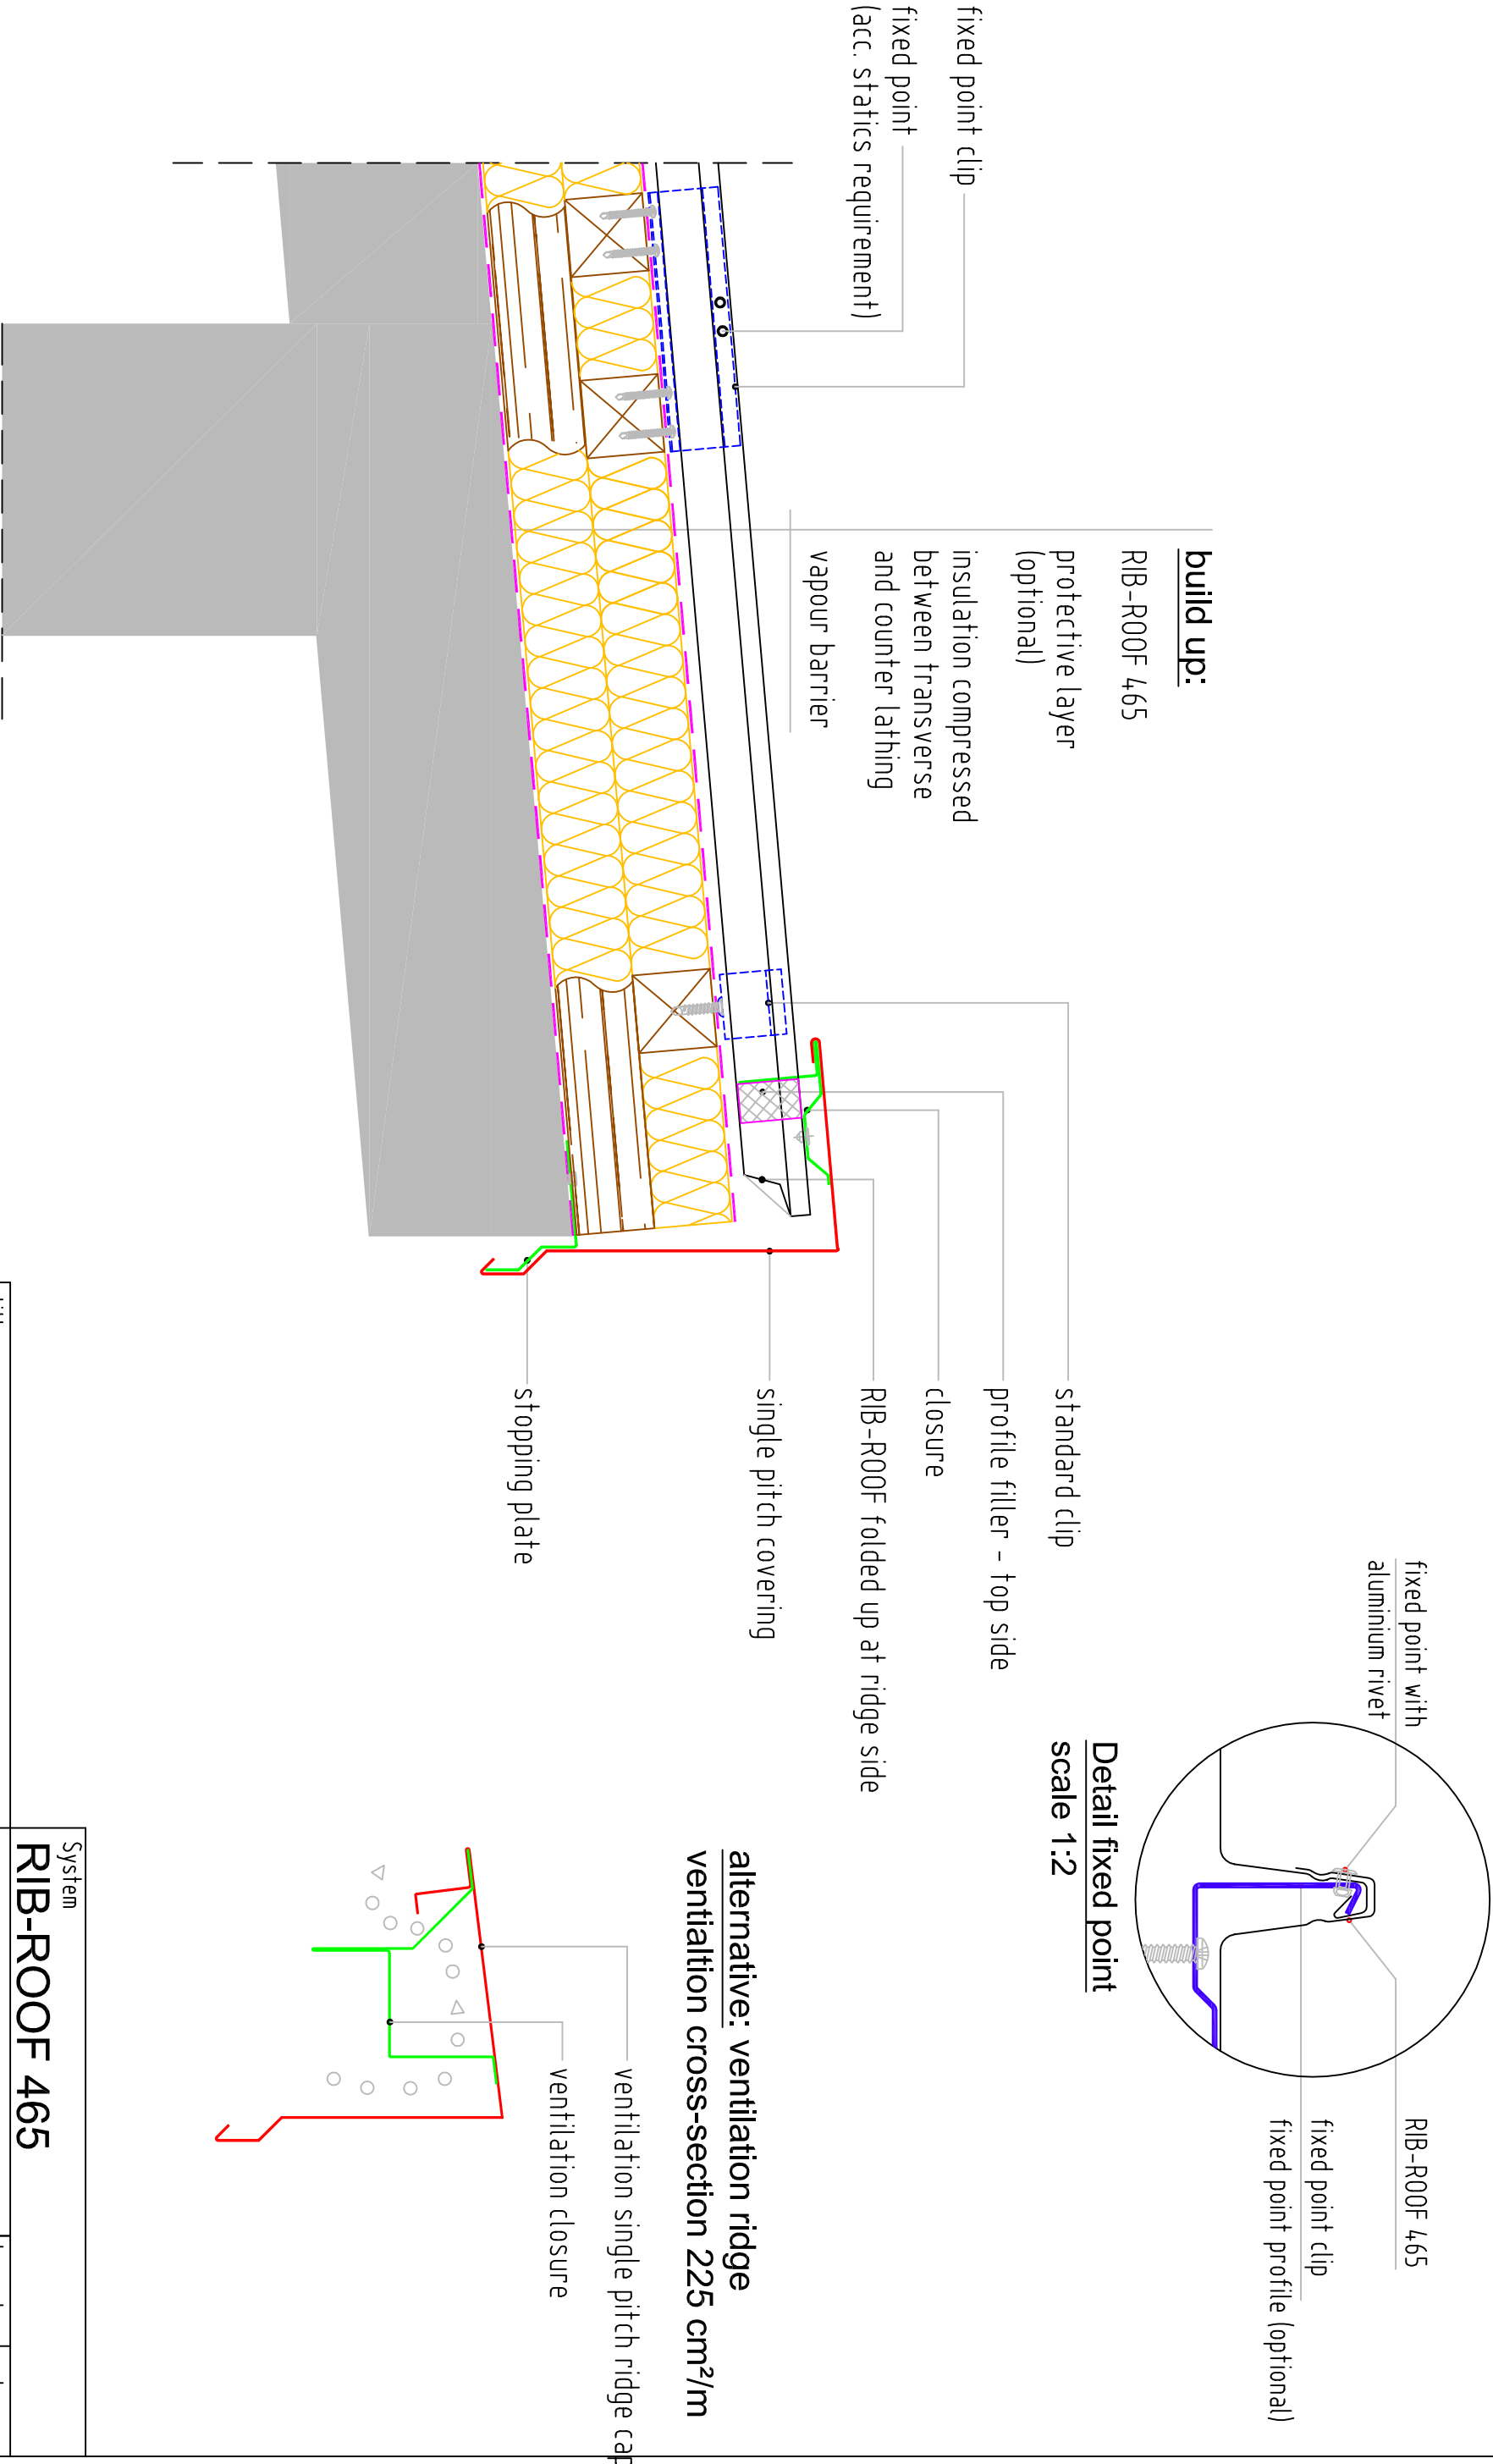 fixed point clip
fixed point
(acc. statics requirement)
build up:
RIB-ROOF 465
protective layer
(optional)
insulation compressed
between transverse
and counter lathing
vapour barrier
standard clip
profile filler - top side
closure
RIB-ROOF folded up at ridge side
single pitch covering
stopping plate
fixed point with
aluminium rivet
RIB-ROOF 465
fixed point clip
fixed point profile (optional)
Detail fixed point
scale 1:2
alternative: ventilation ridge
ventialtion cross-section 225 cm²/m
ventilation single pitch ridge cap
ventilation closure
System
RIB-ROOF 465